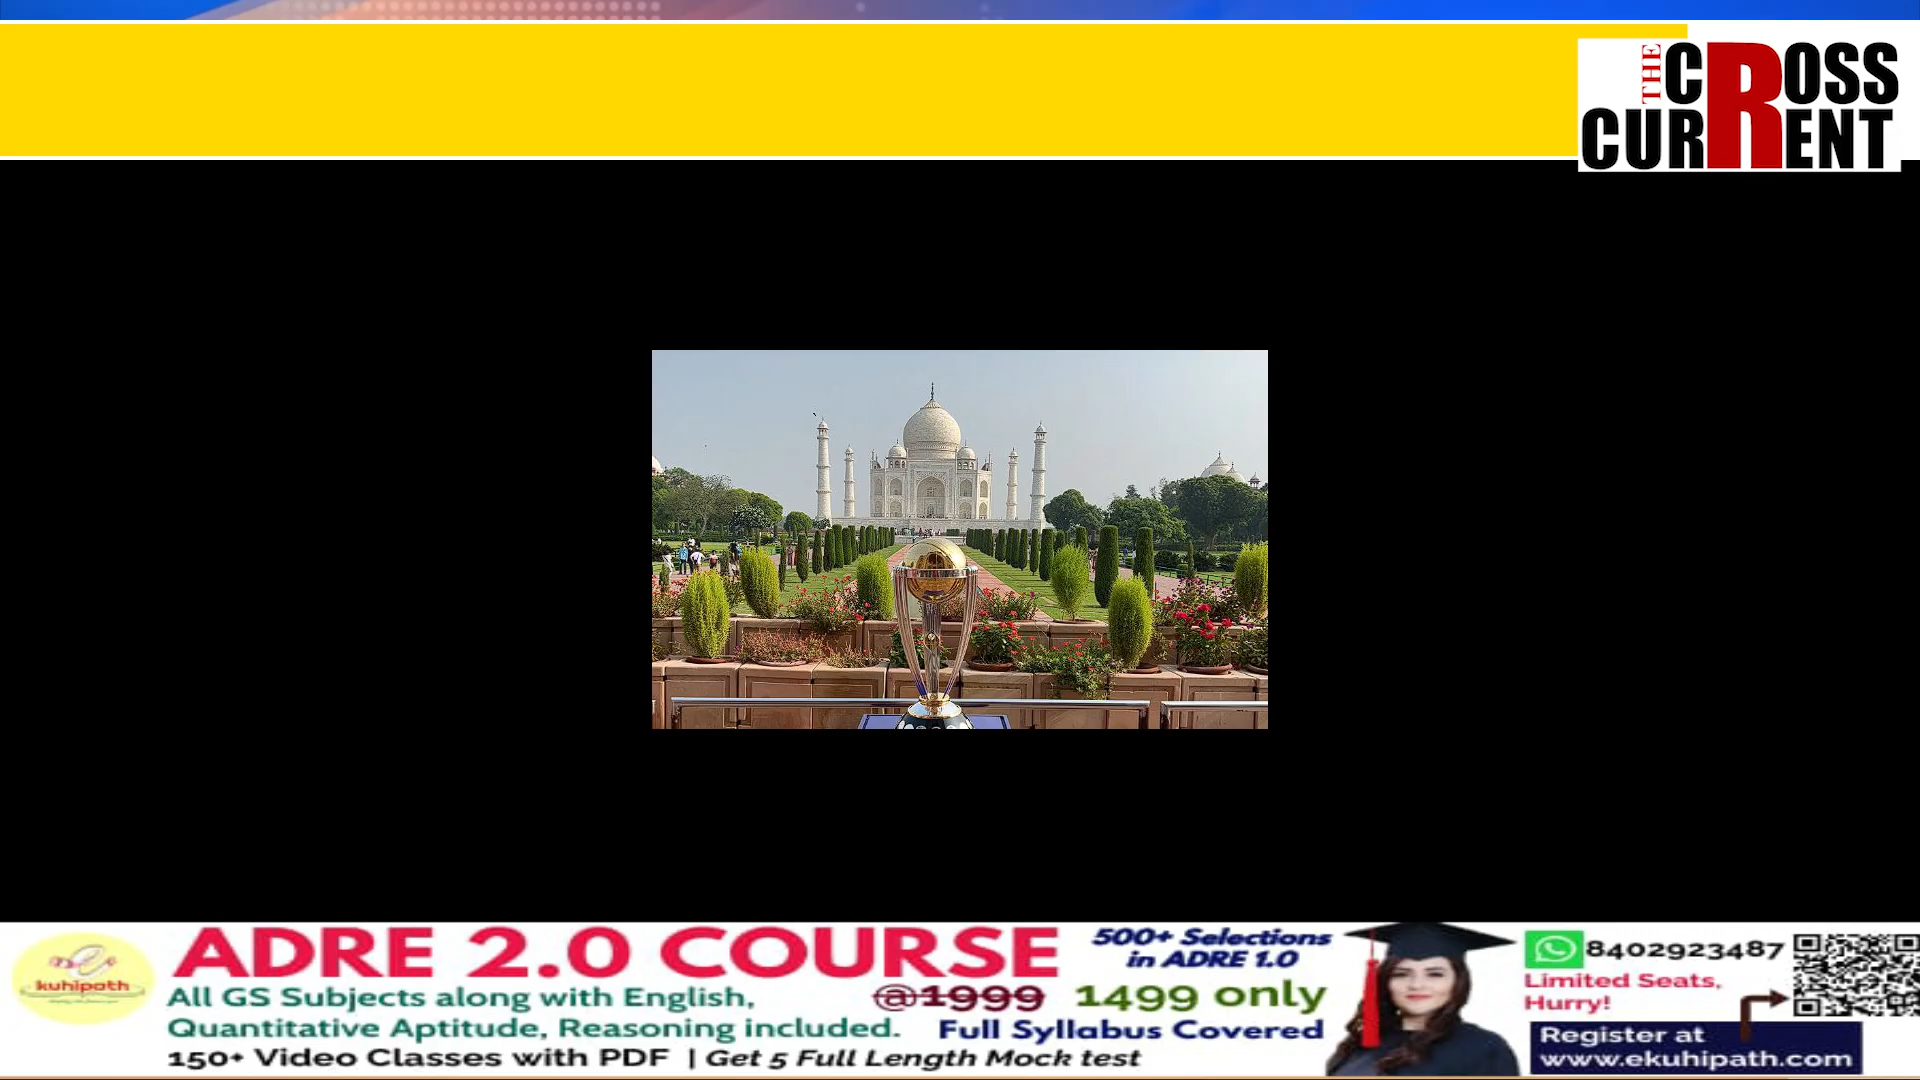 THE CROSS
CURRENT
kuhipath
ADRE 2.0 COURSE
All GS Subjects along with English,
Quantitative Aptitude, Reasoning included.
150+ Video Classes with PDF | Get 5 Full Length Mock test
500+ Selections
in ADRE 1.0
@1999 1499 only
Full Syllabus Covered
8402923487
Limited Seats,
Hurry!
Register at
www.ekuhipath.com